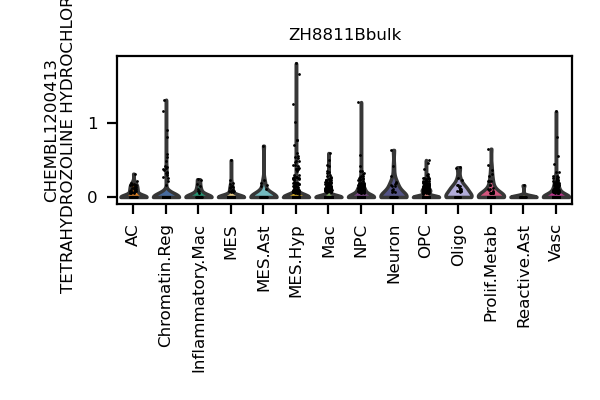 ZH8811Bbulk
CHEMBL1200413
TETRAHYDROZOLINE HYDROCHLOR
1
0
AC
Chromatin.Reg
Inflammatory.Mac
MES
MES.Ast
MES.Hyp
Mac
NPC
Neuron
OPC
Oligo
Prolif.Metab
Reactive.Ast
Vasc